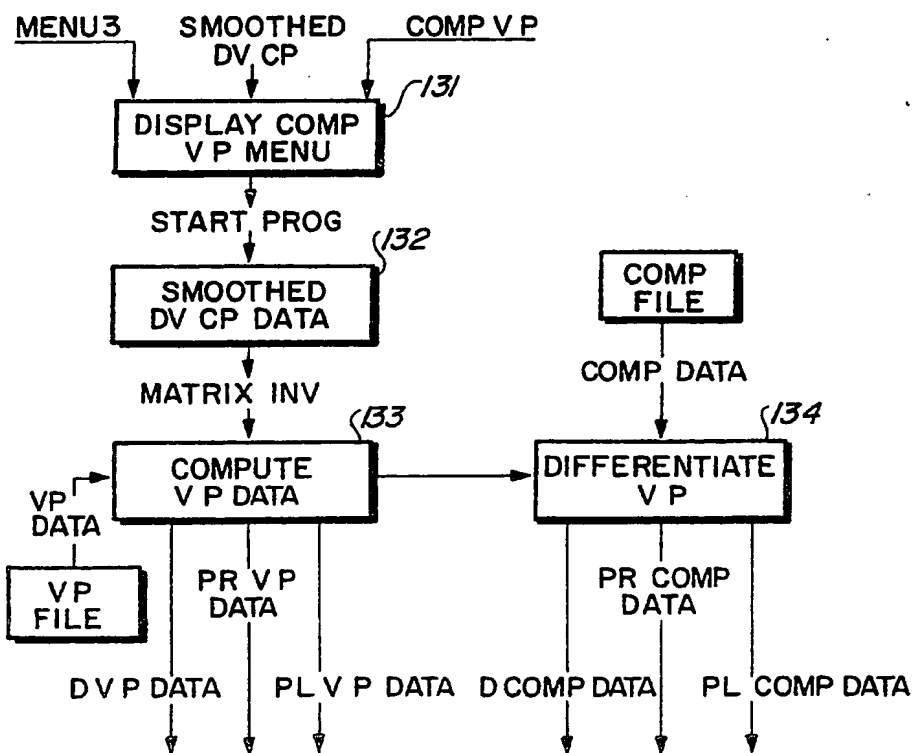 MENU3
SMOOTHED
DV CP
COMP V P
131
DISPLAY COMP
V P MENU
START PROG
132
SMOOTHED
DV CP DATA
COMP
FILE
MATRIX INV
COMP DATA
133
COMPUTE
V P DATA
134
DIFFERENTIATE
V P
VP
DATA
V P
FILE
PR V P
DATA
PR COMP
DATA
D V P DATA
PL V P DATA
D COMP DATA
PL COMP DATA